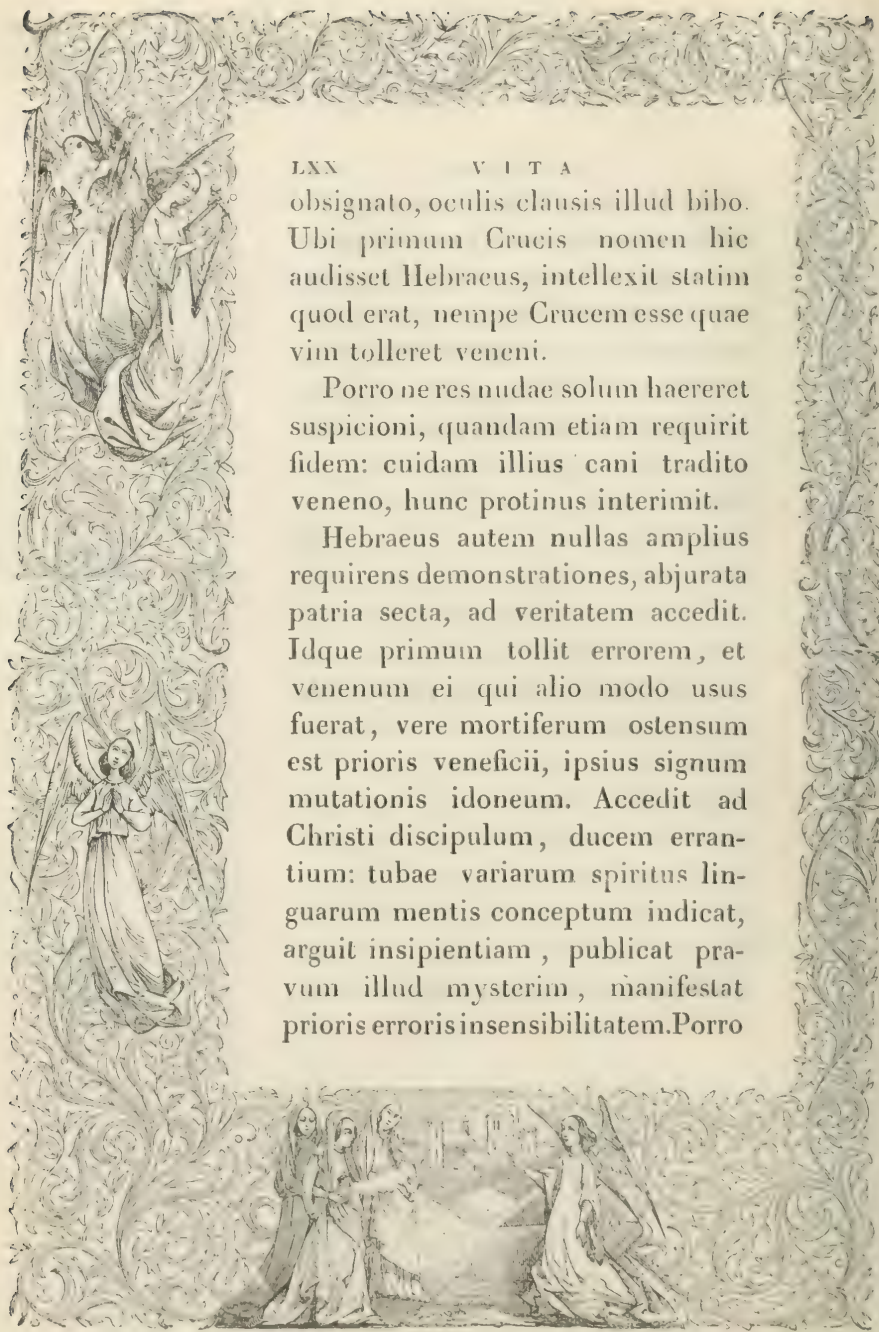 LXX VITA
obsignato, oculis clausis illud bibo.
Ubi primum Crucis nomen hic
audisset Hebraeus, intellexit statim
quod erat, nempe Crucem esse quae
vim tolleret veneni.
Porro ne res nudae solum haereret
suspicioni, quandam etiam requirit
fidem: cuidam illius cani tradito
veneno, hunc protinus interimit.
Hebraeus autem nullas amplius
requirens demonstrationes, abjurata
patria secta, ad veritatem accedit.
Idque primum tollit errorem, et
venenum ei qui alio modo usus
fuerat, vere mortiferum ostensum
est prioris veneficii, ipsius signum
mutationis idoneum. Accedit ad
Christi discipulum, ducem erran-
tium: tubae variarum spiritus lin-
guarum mentis conceptum indicat,
arguit insipientiam, publicat pra-
vum illud mysterim, manifestat
prioris erroris insensibilitatem. Porro